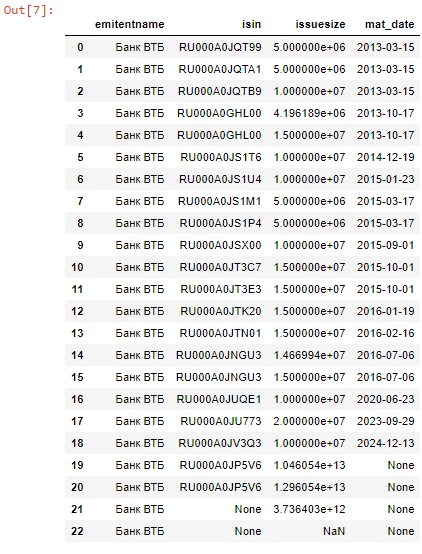 Out[7]:
emitentname isin issuesize mat_date
0 Банк ВТБ RU000A0JQT99 5.000000e+06 2013-03-15
1 Банк ВТБ RU000A0JQTA1 5.000000e+06 2013-03-15
2 Банк ВТБ RU000A0JQTB9 1.000000e+07 2013-03-15
3 Банк ВТБ RU000A0GHL00 4.196189e+06 2013-10-17
4 Банк ВТБ RU000A0GHL00 1.500000e+07 2013-10-17
5 Банк ВТБ RU000A0JS1T6 1.000000e+07 2014-12-19
6 Банк ВТБ RU000A0JS1U4 1.000000e+07 2015-01-23
7 Банк ВТБ RU000A0JS1M1 5.000000e+06 2015-03-17
8 Банк ВТБ RU000A0JS1P4 5.000000e+06 2015-03-17
9 Банк ВТБ RU000A0JSX00 1.000000e+07 2015-09-01
10 Банк ВТБ RU000A0JT3C7 1.500000e+07 2015-10-01
11 Банк ВТБ RU000A0JT3E3 1.500000e+07 2015-10-01
12 Банк ВТБ RU000A0JTK20 1.500000e+07 2016-01-19
13 Банк ВТБ RU000A0JTN01 1.500000e+07 2016-02-16
14 Банк ВТБ RU000A0JNGU3 1.466994e+07 2016-07-06
15 Банк ВТБ RU000A0JNGU3 1.500000e+07 2016-07-06
16 Банк ВТБ RU000A0JUQE1 1.000000e+07 2020-06-23
17 Банк ВТБ RU000A0JU773 2.000000e+07 2023-09-29
18 Банк ВТБ RU000A0JV3Q3 1.000000e+07 2024-12-13
19 Банк ВТБ RU000A0JP5V6 1.046054e+13 None
20 Банк ВТБ RU000A0JP5V6 1.296054e+13 None
21 Банк ВТБ None 3.736403e+12 None
22 Банк ВТБ None NaN None